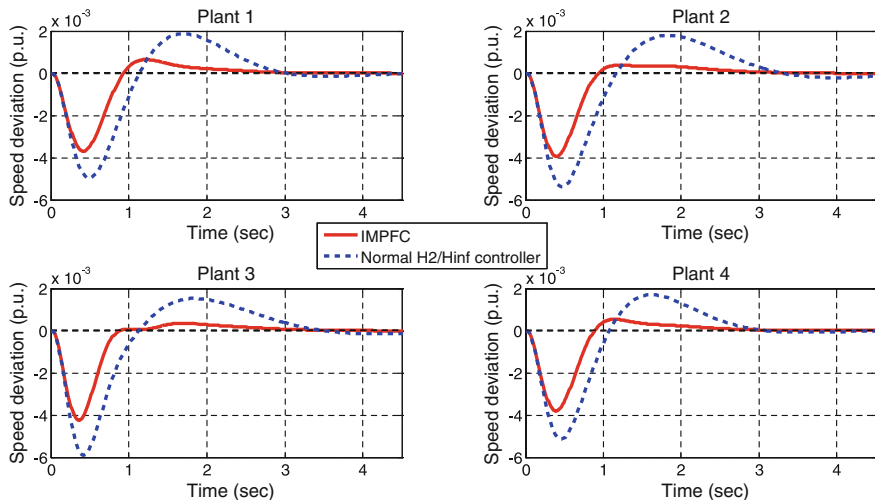 Plant 1
x 10⁻³
Speed deviation (p.u.)
2
0
-2
-4
-6
0 1 2 3 4
Time (sec)
Plant 2
x 10⁻³
Speed deviation (p.u.)
2
0
-2
-4
-6
0 1 2 3 4
Time (sec)
IMPFC
Normal H2/Hinf controller
Plant 3
x 10⁻³
Speed deviation (p.u.)
2
0
-2
-4
-6
0 1 2 3 4
Time (sec)
Plant 4
x 10⁻³
Speed deviation (p.u.)
2
0
-2
-4
-6
0 1 2 3 4
Time (sec)